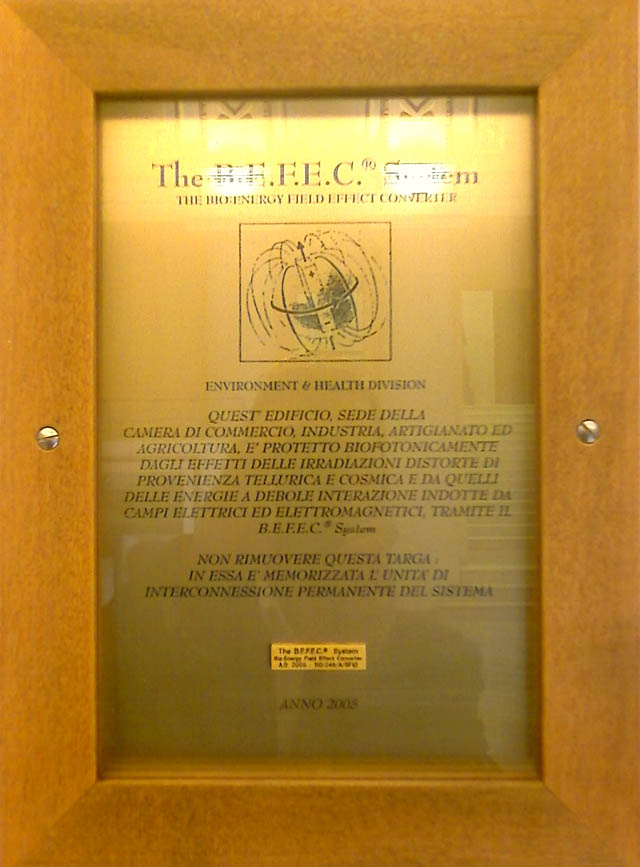 The B.E.F.E.C.® System
THE BIO-ENERGY FIELD EFFECT CONVERTER
ENVIRONMENT & HEALTH DIVISION
QUEST' EDIFICIO, SEDE DELLA
CAMERA DI COMMERCIO, INDUSTRIA, ARTIGIANATO ED
AGRICOLTURA, E' PROTETTO BIOFOTONICAMENTE
DAGLI EFFETTI DELLE IRRADIAZIONI DISTORTE DI
PROVENIENZA TELLURICA E COSMICA E DA QUELLI
DELLE ENERGIE A DEBOLE INTERAZIONE INDOTTE DA
CAMPI ELETTRICI ED ELETTROMAGNETICI, TRAMITE IL
B.E.F.E.C.® System
NON RIMUOVERE QUESTA TARGA :
IN ESSA E' MEMORIZZATA L' UNITA' DI
INTERCONNESSIONE PERMANENTE DEL SISTEMA
The B.E.F.E.C.® System
Bio-Energy Field Effect Converter
A.D. 2005
ANNO 2005